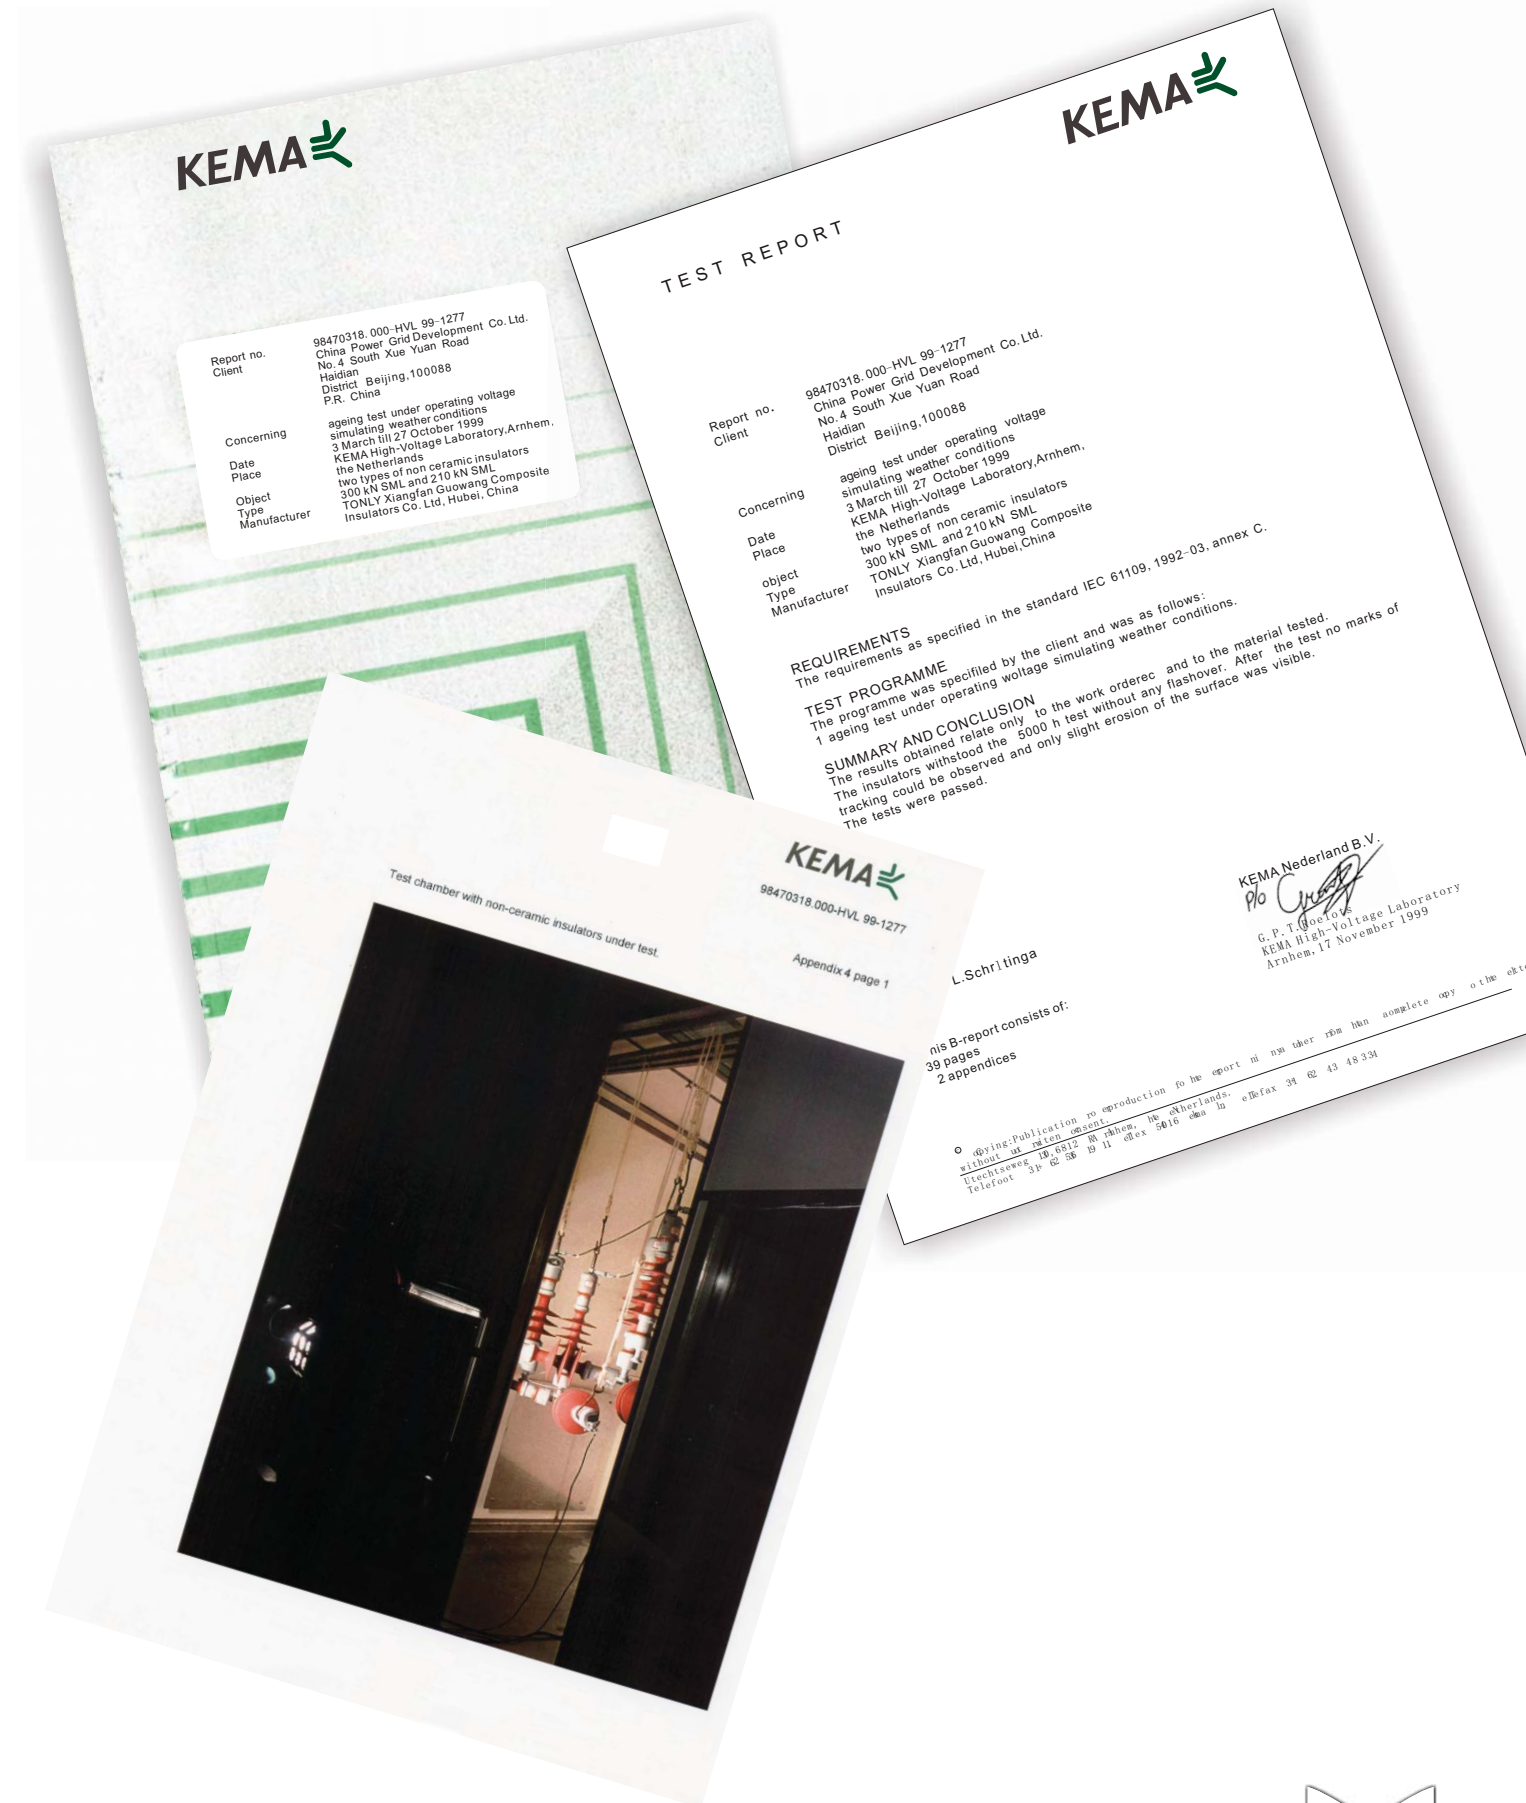 KEMA
Report no. 98470318.000-HVL 99-1277
Client China Power Grid Development Co. Ltd.
No. 4 South Xue Yuan Road
Haidian
District Beijing,100088
P.R. China
Concerning ageing test under operating voltage
simulating weather conditions
Date 3 March till 27 October 1999
Place KEMA High-Voltage Laboratory,Arnhem,
the Netherlands
Object two types of non ceramic insulators
Type 300 kN SML and 210 kN SML
Manufacturer TONLY Xiangfan Guowang Composite
Insulators Co. Ltd, Hubei, China
KEMA
TEST REPORT
Report no. 98470318.000-HVL 99-1277
Client China Power Grid Development Co. Ltd.
No. 4 South Xue Yuan Road
Haidian
District Beijing,100088
Concerning ageing test under operating voltage
simulating weather conditions
Date 3 March till 27 October 1999
Place KEMA High-Voltage Laboratory,Arnhem,
the Netherlands
object two types of non ceramic insulators
Type 300 kN SML and 210 kN SML
Manufacturer TONLY Xiangfan Guowang Composite
Insulators Co. Ltd, Hubei,China
REQUIREMENTS
The requirements as specified in the standard IEC 61109, 1992-03, annex C.
TEST PROGRAMME
The programme was specifiled by the client and was as follows:
1 ageing test under operating voltage simulating weather conditions.
SUMMARY AND CONCLUSION
The results obtained relate only to the work orderec and to the material tested.
The insulators withstood the 5000 h test without any flashover. After the test no marks of
tracking could be observed and only slight erosion of the surface was visible.
The tests were passed.
KEMA Nederland B.V.
p/o
G.P.T.
KEMA High-Voltage Laboratory
Arnhem,17 November 1999
L.Schrltinga
his B-report consists of:
39 pages
2 appendices
Publication
without
KEMA
98470318.000-HVL 99-1277
Test chamber with non-ceramic insulators under test.
Appendix 4 page 1